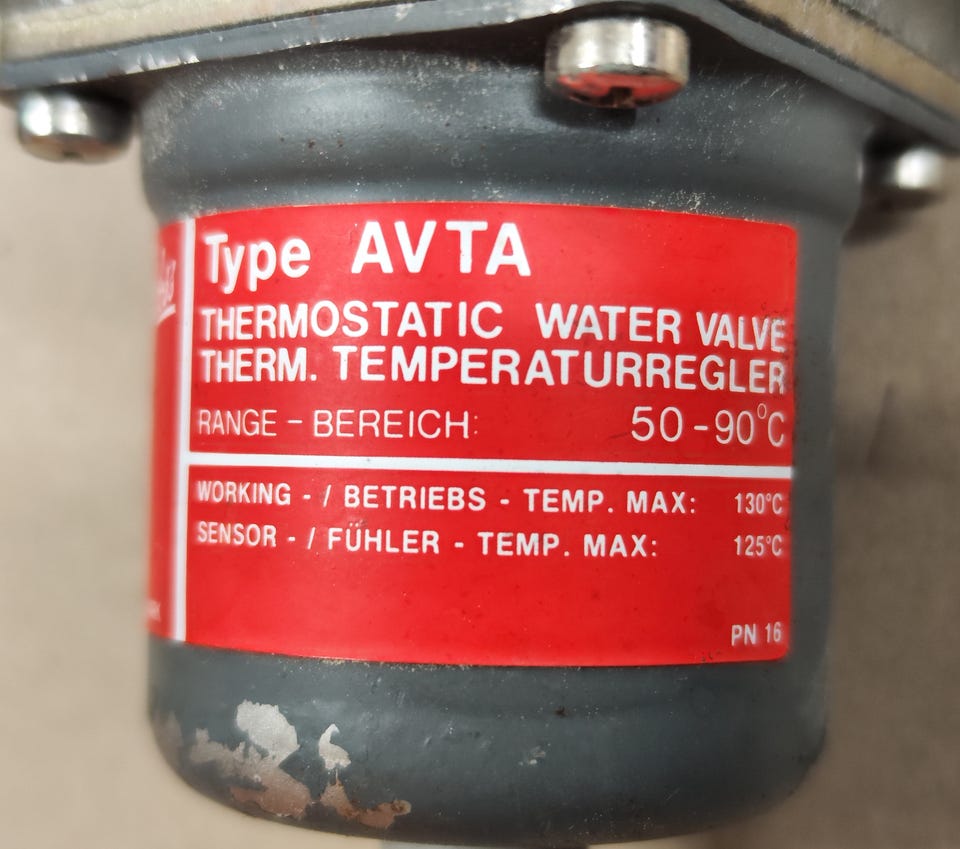 Type AVTA
THERMOSTATIC WATER VALVE
THERM. TEMPERATURREGLER
RANGE - BEREICH: 50-90°C
WORKING - / BETRIEBS - TEMP. MAX: 130°C
SENSOR - / FÜHLER - TEMP. MAX: 125°C
PN 16